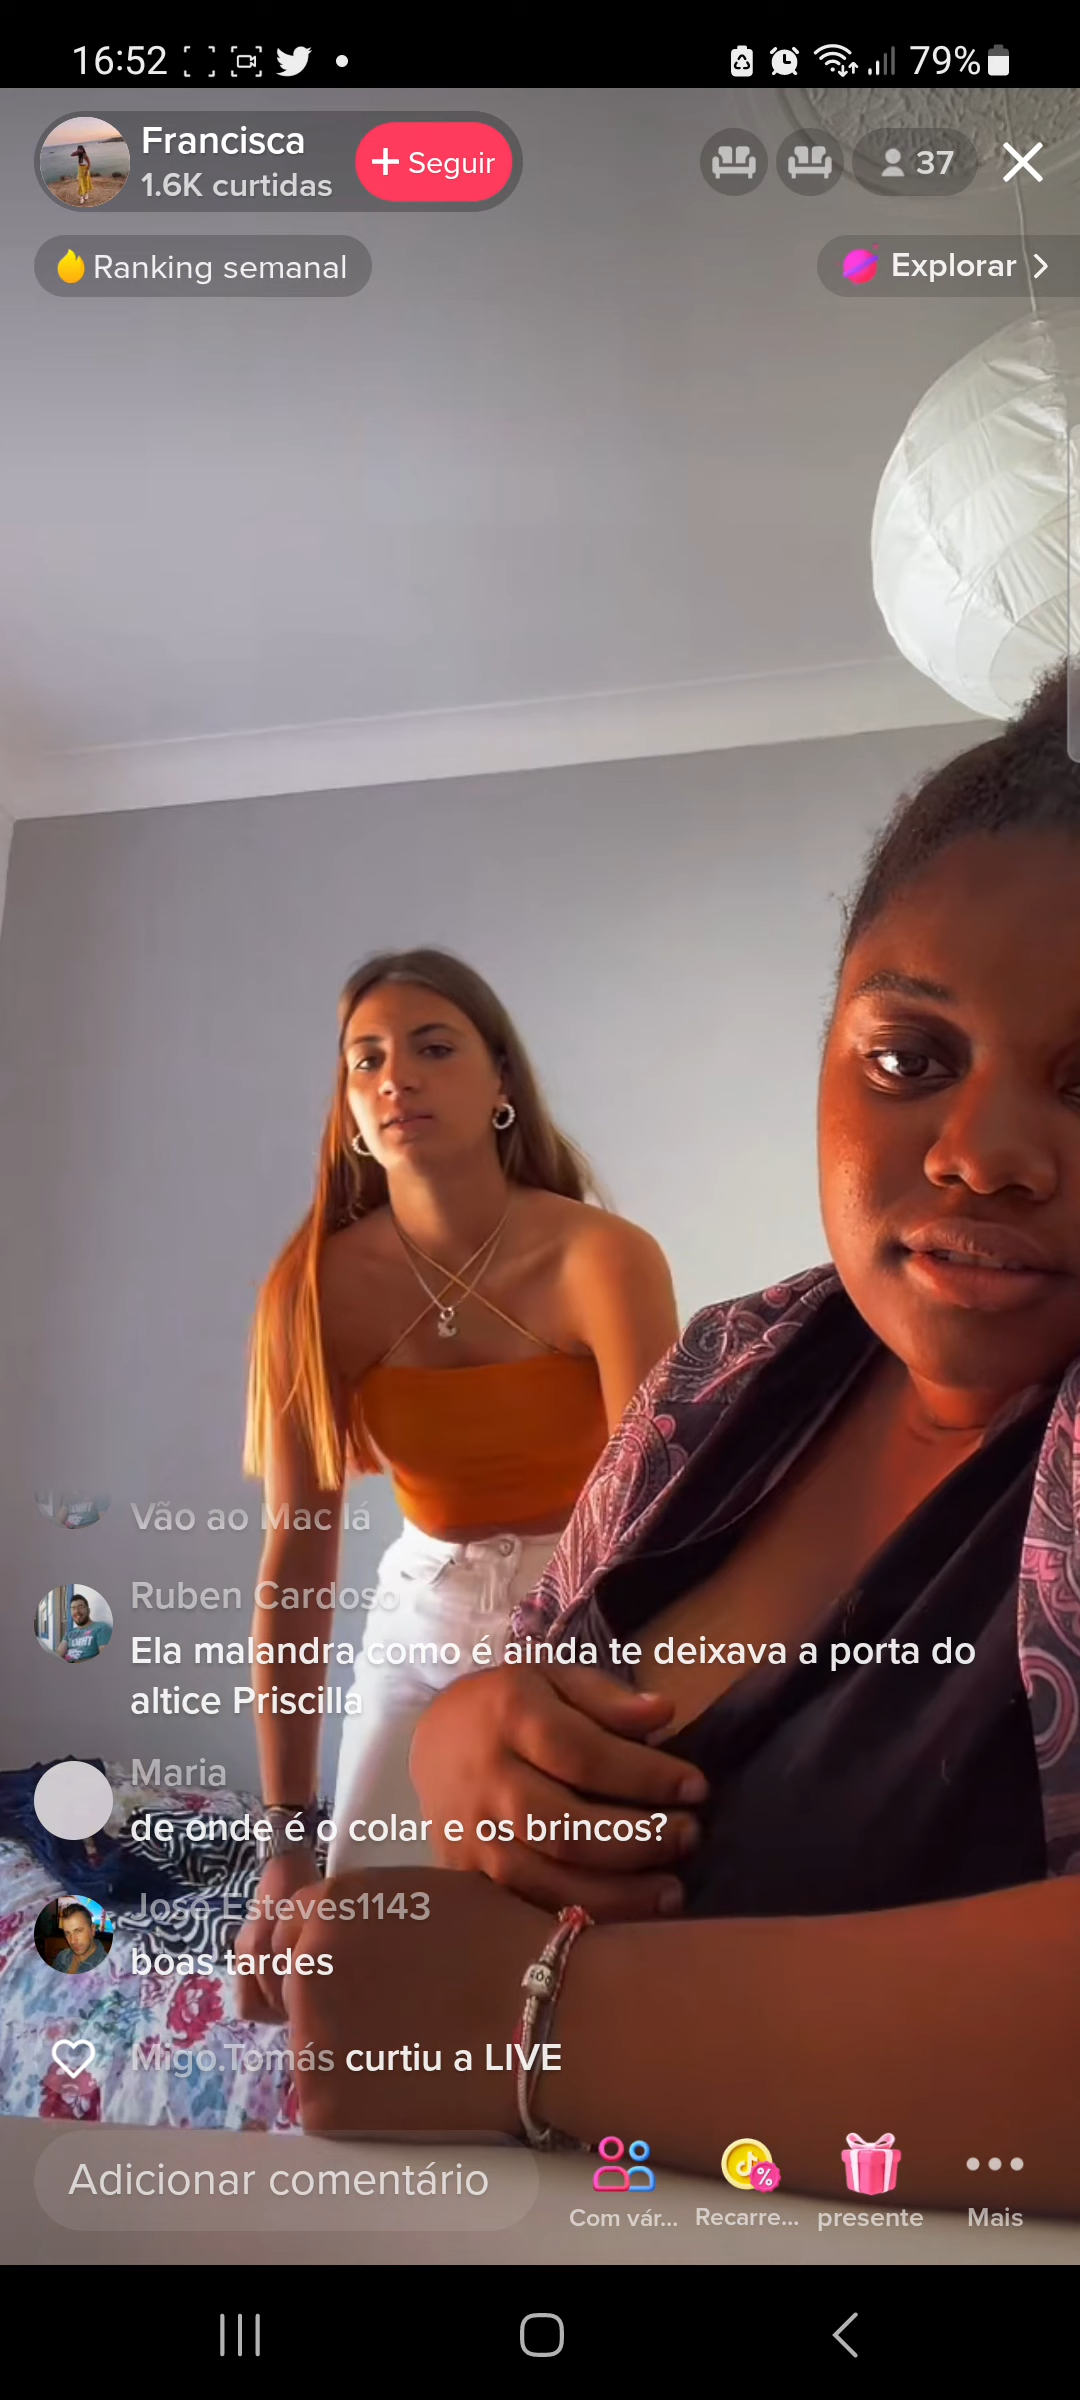 16:52
79%
Francisca
1.6K curtidas
+ Seguir
37
Ranking semanal
Explorar
Vão ao Mac lá
Ruben Cardoso
Ela malandra como é ainda te deixava a porta do
altice Priscilla
Maria
de onde é o colar e os brincos?
José Esteves1143
boas tardes
Migo.Tomás curtiu a LIVE
Adicionar comentário
Com vár...
Recarre...
presente
Mais